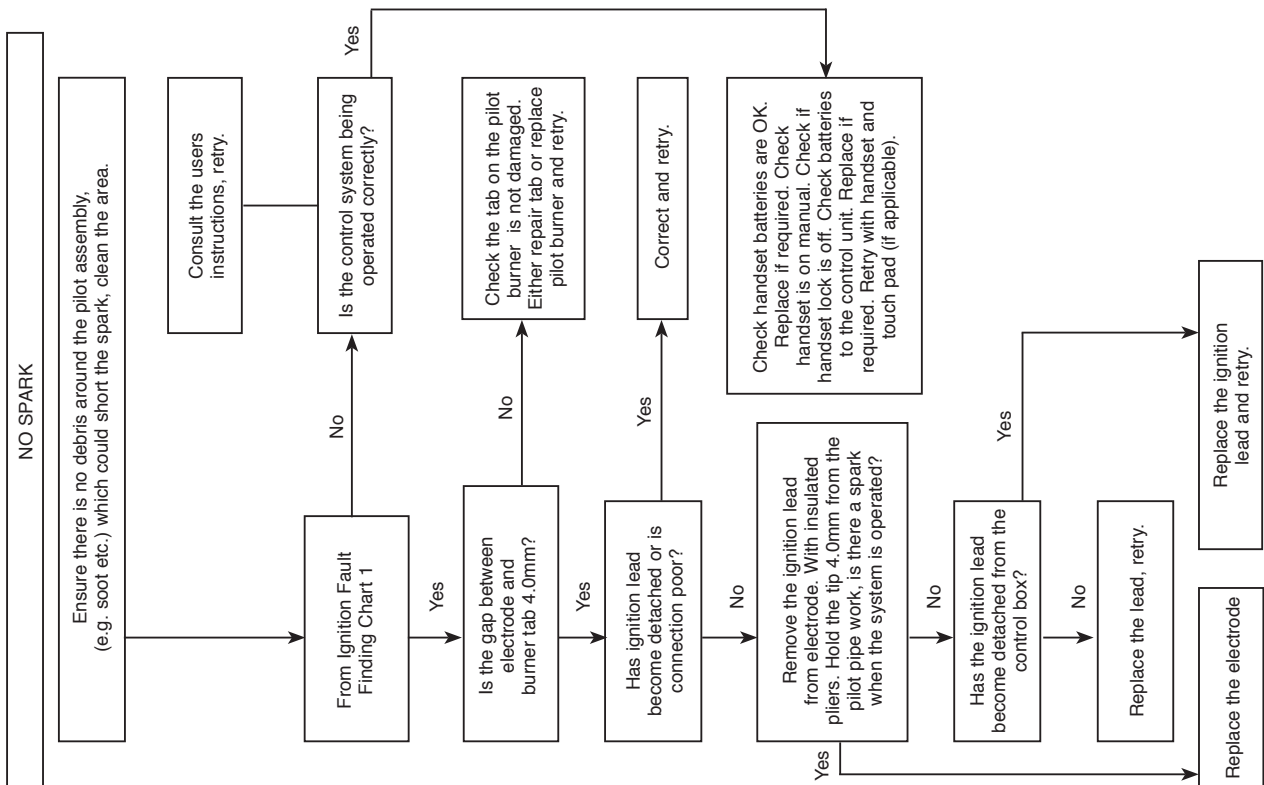 NO SPARK
Ensure there is no debris around the pilot assembly,
(e.g. soot etc.) which could short the spark, clean the area.
From Ignition Fault
Finding Chart 1
No
Is the control system being
operated correctly?
Consult the users
instructions, retry.
Yes
Check handset batteries are OK.
Replace if required. Check
handset is on manual. Check if
handset lock is off. Check batteries
to the control unit. Replace if
required. Retry with handset and
touch pad (if applicable).
Yes
Is the gap between
electrode and
burner tab 4.0mm?
No
Check the tab on the pilot
burner is not damaged.
Either repair tab or replace
pilot burner and retry.
Yes
Has ignition lead
become detached or is
connection poor?
Yes
Correct and retry.
No
Remove the ignition lead
from electrode. With insulated
pliers. Hold the tip 4.0mm from the
pilot pipe work, is there a spark
when the system is operated?
Yes
Replace the electrode
No
Has the ignition lead
become detached from the
control box?
Yes
Replace the ignition
lead and retry.
No
Replace the lead, retry.